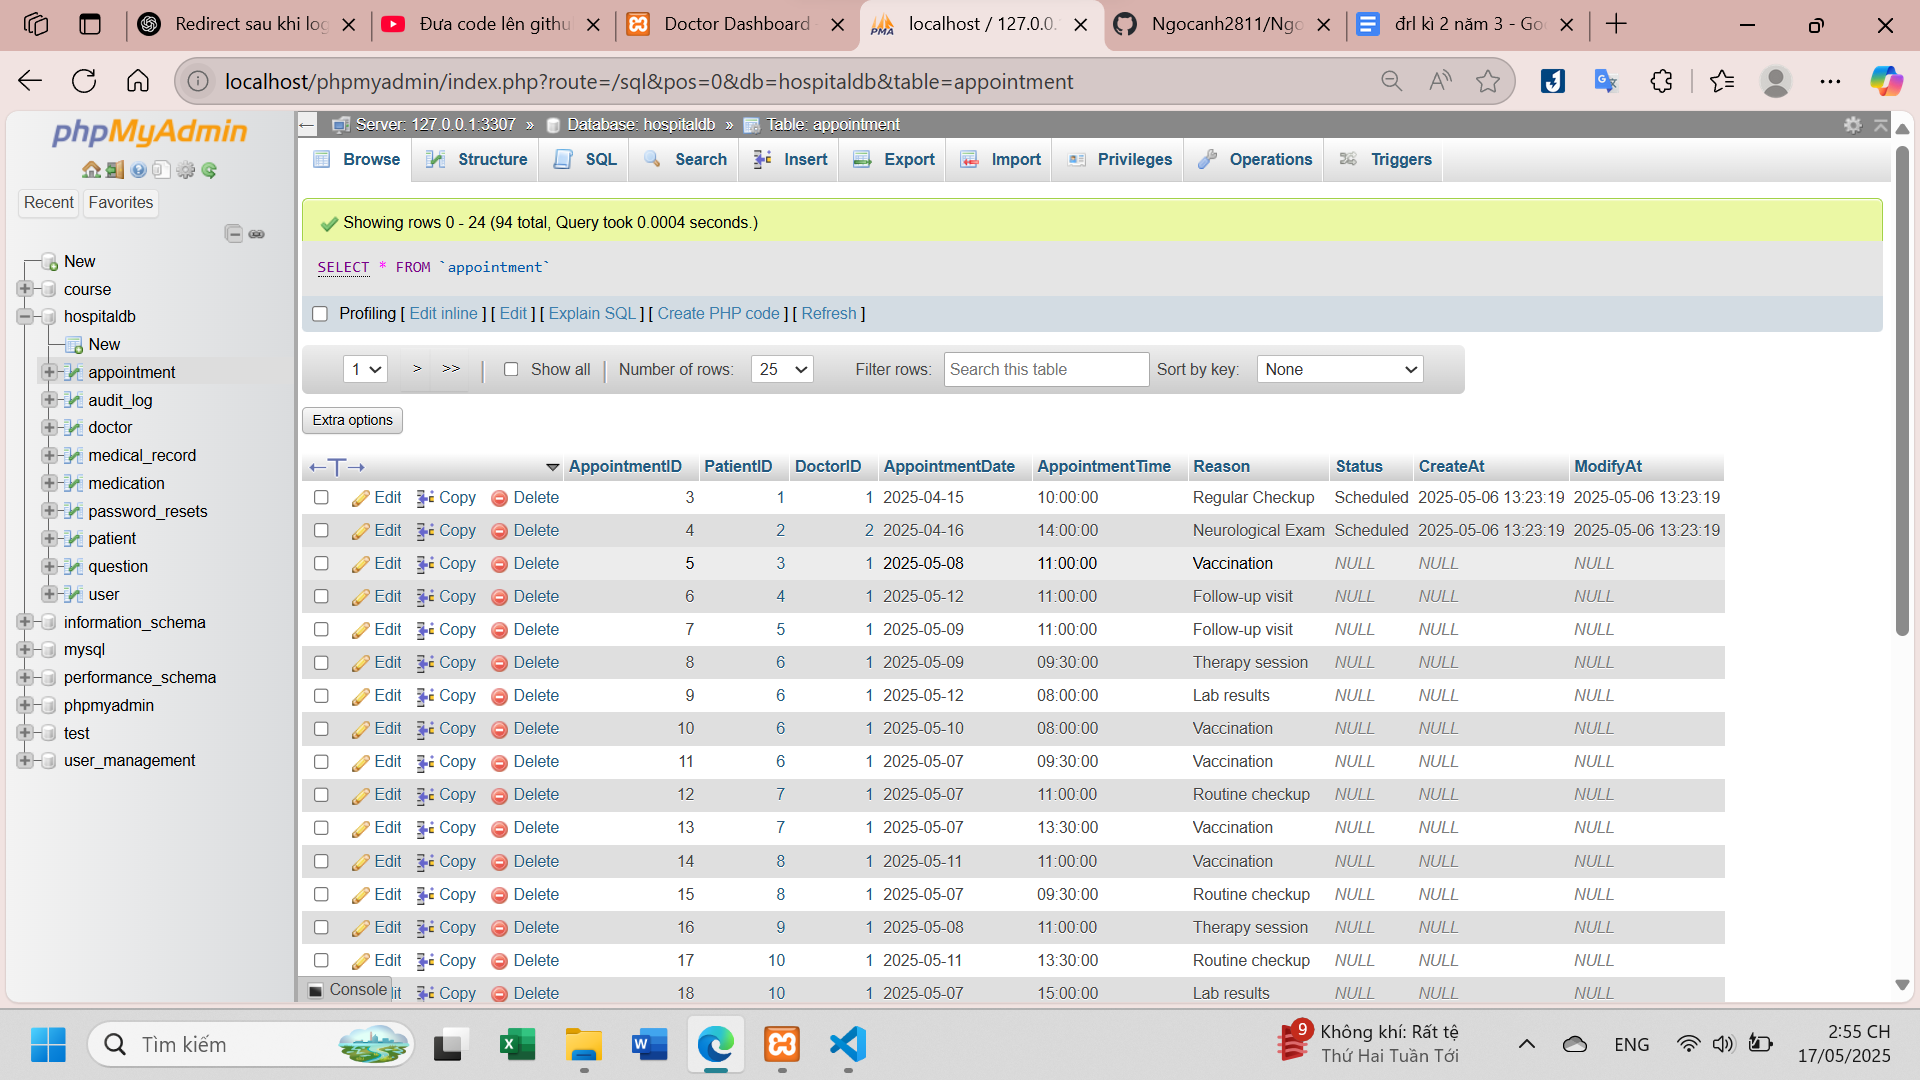 Redirect sau khi log
Đưa code lên githu
Doctor Dashboard
localhost / 127.0.0.
Ngocanh2811/Ngo
đrl kì 2 năm 3 - Goo
localhost/phpmyadmin/index.php?route=/sql&pos=0&db=hospitaldb&table=appointment
phpMyAdmin
Recent Favorites
New
course
hospitaldb
New
appointment
audit_log
doctor
medical_record
medication
password_resets
patient
question
user
information_schema
mysql
performance_schema
phpmyadmin
test
user_management
Server: 127.0.0.1:3307 » Database: hospitaldb » Table: appointment
Browse Structure SQL Search Insert Export Import Privileges Operations Triggers
Showing rows 0 - 24 (94 total, Query took 0.0004 seconds.)
SELECT * FROM `appointment`
Profiling [ Edit inline ] [ Edit ] [ Explain SQL ] [ Create PHP code ] [ Refresh ]
1 > >> | Show all | Number of rows: 25 Filter rows: Search this table Sort by key: None
Extra options
←T→ AppointmentID PatientID DoctorID AppointmentDate AppointmentTime Reason Status CreateAt ModifyAt
Edit Copy Delete 3 1 1 2025-04-15 10:00:00 Regular Checkup Scheduled 2025-05-06 13:23:19 2025-05-06 13:23:19
Edit Copy Delete 4 2 2 2025-04-16 14:00:00 Neurological Exam Scheduled 2025-05-06 13:23:19 2025-05-06 13:23:19
Edit Copy Delete 5 3 1 2025-05-08 11:00:00 Vaccination NULL NULL NULL
Edit Copy Delete 6 4 1 2025-05-12 11:00:00 Follow-up visit NULL NULL NULL
Edit Copy Delete 7 5 1 2025-05-09 11:00:00 Follow-up visit NULL NULL NULL
Edit Copy Delete 8 6 1 2025-05-09 09:30:00 Therapy session NULL NULL NULL
Edit Copy Delete 9 6 1 2025-05-12 08:00:00 Lab results NULL NULL NULL
Edit Copy Delete 10 6 1 2025-05-10 08:00:00 Vaccination NULL NULL NULL
Edit Copy Delete 11 6 1 2025-05-07 09:30:00 Vaccination NULL NULL NULL
Edit Copy Delete 12 7 1 2025-05-07 11:00:00 Routine checkup NULL NULL NULL
Edit Copy Delete 13 7 1 2025-05-07 13:30:00 Vaccination NULL NULL NULL
Edit Copy Delete 14 8 1 2025-05-11 11:00:00 Vaccination NULL NULL NULL
Edit Copy Delete 15 8 1 2025-05-07 09:30:00 Routine checkup NULL NULL NULL
Edit Copy Delete 16 9 1 2025-05-08 11:00:00 Therapy session NULL NULL NULL
Edit Copy Delete 17 10 1 2025-05-11 13:30:00 Routine checkup NULL NULL NULL
Console it Copy Delete 18 10 1 2025-05-07 15:00:00 Lab results NULL NULL NULL
Tìm kiếm
9
Không khí: Rất tệ
Thứ Hai Tuần Tới
ENG
2:55 CH
17/05/2025